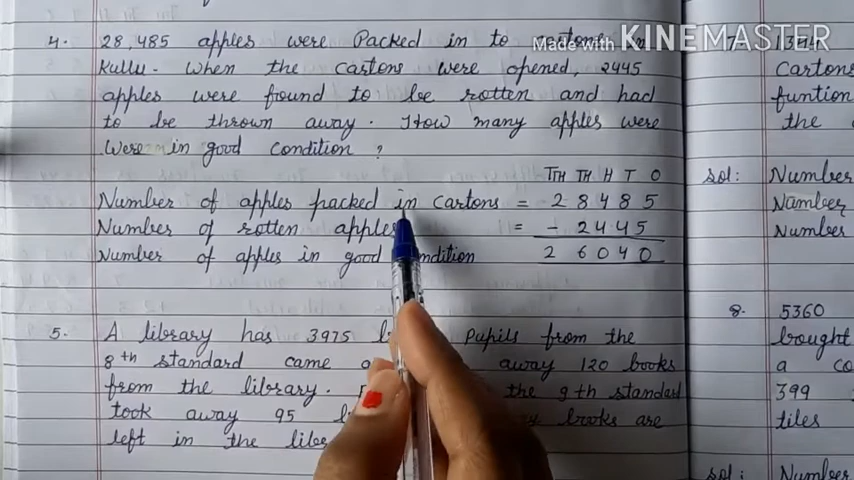 4. 28,485 apples were Packed in to cartons in
Kullu. When the cartons were opened, 2445
apples were found to be rotten and had
to be thrown away. How many apples were
were in good condition ?
TTH TH H T O
Number of apples packed in cartons = 2 8 4 8 5
Number of rotten apples = - 2 4 4 5
Number of apples in good condition 2 6 0 4 0
5. A library has 3975 Pupils from the
8th standard came away 120 books
from the library. the 9th standard
took away 95 books are
left in the
Made with KINEMASTER
Cartons
funtion
the
Sol: Number
Number
Number
8. 5360
bought
a
399
tiles
Sol: Number